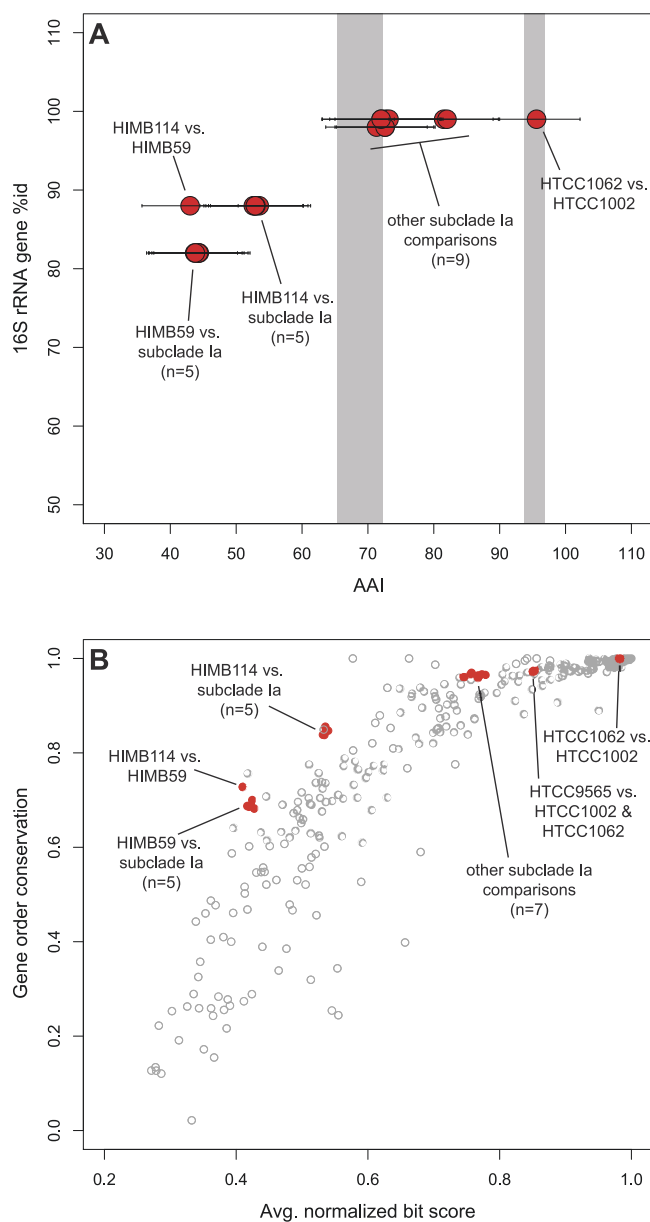 A
110
100
90
80
70
60
50
16S rRNA gene %id
HIMB114 vs.
HIMB59
HTCC1062 vs.
HTCC1002
other subclade Ia
comparisons
(n=9)
HIMB114 vs.
subclade Ia
(n=5)
HIMB59 vs.
subclade Ia
(n=5)
30 40 50 60 70 80 90 100 110
AAI
B
1.0
0.8
0.6
0.4
0.2
0.0
Gene order conservation
HIMB114 vs.
subclade Ia
(n=5)
HIMB114 vs.
HIMB59
HIMB59 vs.
subclade Ia
(n=5)
HTCC1062 vs.
HTCC1002
HTCC9565 vs.
HTCC1002 &
HTCC1062
other subclade Ia
comparisons
(n=7)
0.2 0.4 0.6 0.8 1.0
Avg. normalized bit score